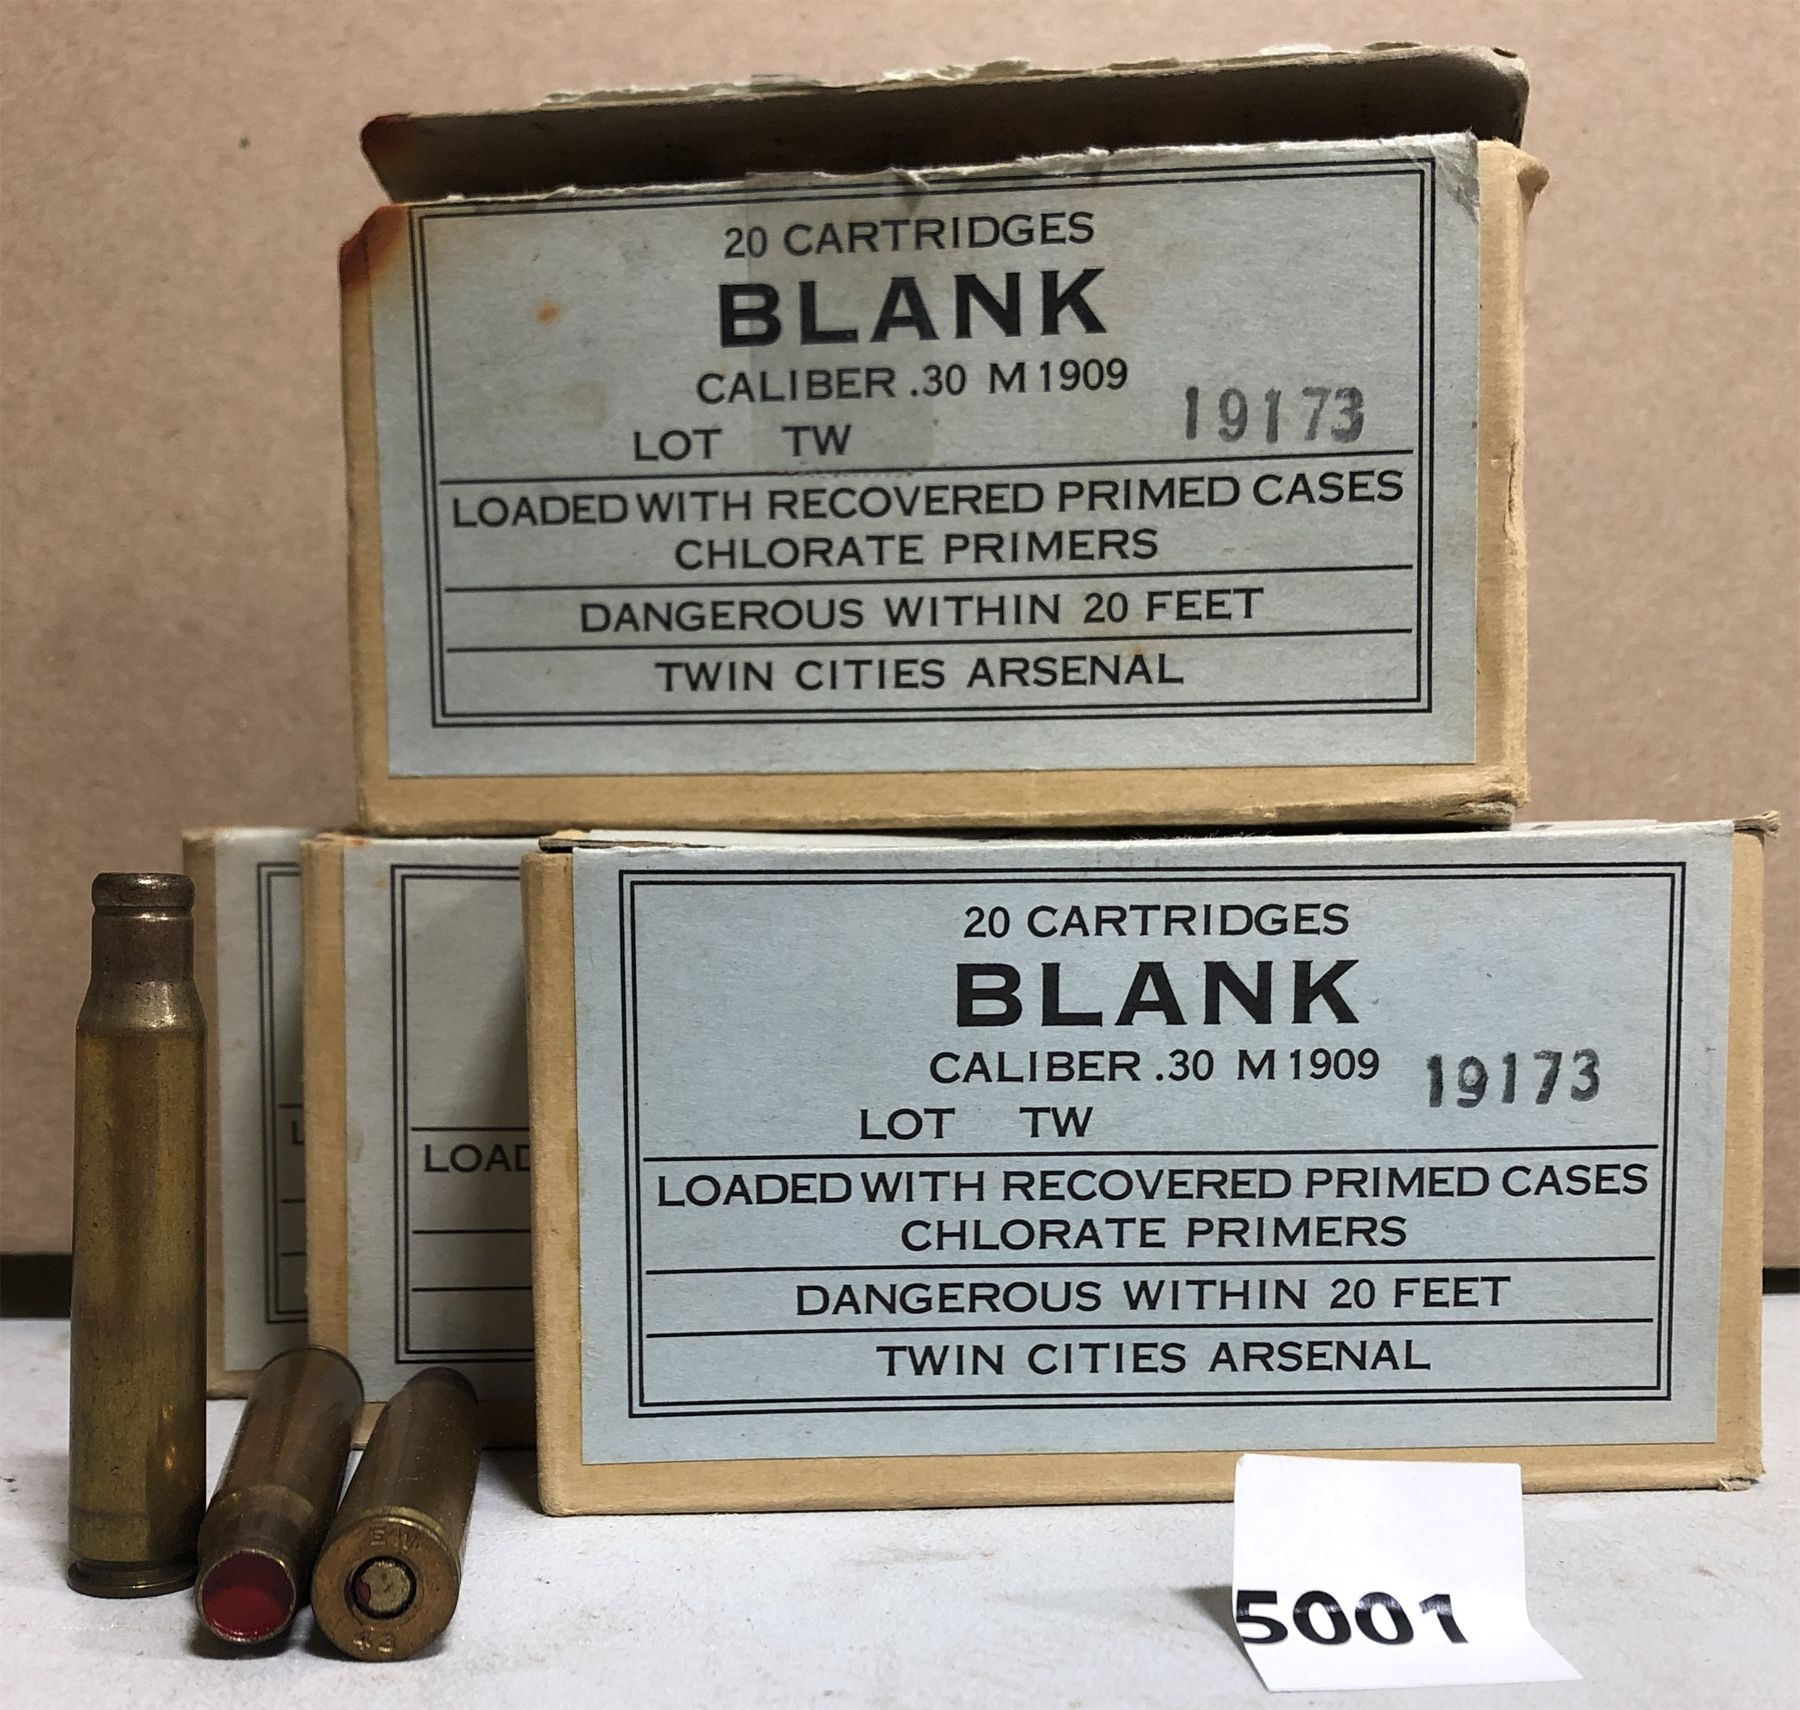 20 CARTRIDGES
BLANK
CALIBER .30 M1909
19173
LOT TW
LOADED WITH RECOVERED PRIMED CASES
CHLORATE PRIMERS
DANGEROUS WITHIN 20 FEET
TWIN CITIES ARSENAL
20 CARTRIDGES
BLANK
CALIBER .30 M1909
19173
LOT TW
L
LOAD
LOADED WITH RECOVERED PRIMED CASES
CHLORATE PRIMERS
DANGEROUS WITHIN 20 FEET
TWIN CITIES ARSENAL
43
5001